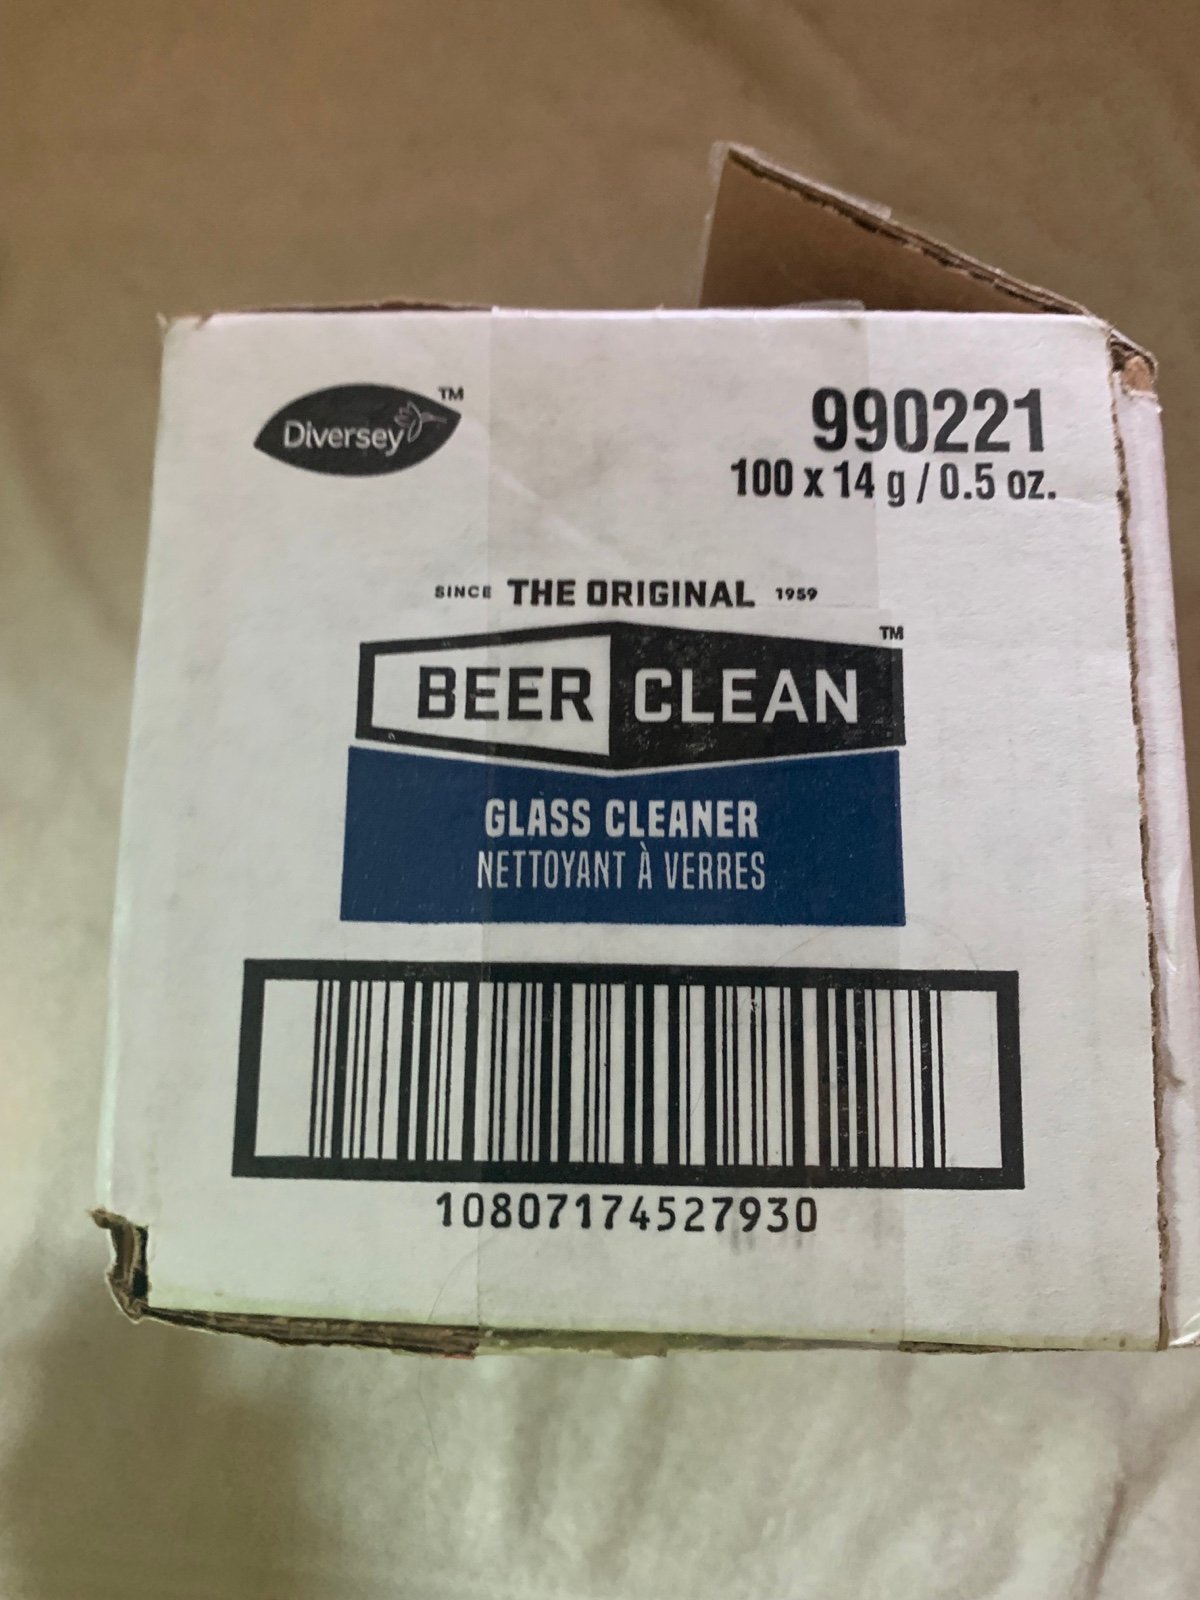 Diversey™
990221
100 x 14 g / 0.5 oz.
SINCE THE ORIGINAL 1959
BEER CLEAN™
GLASS CLEANER
NETTOYANT À VERRES
10807174527930